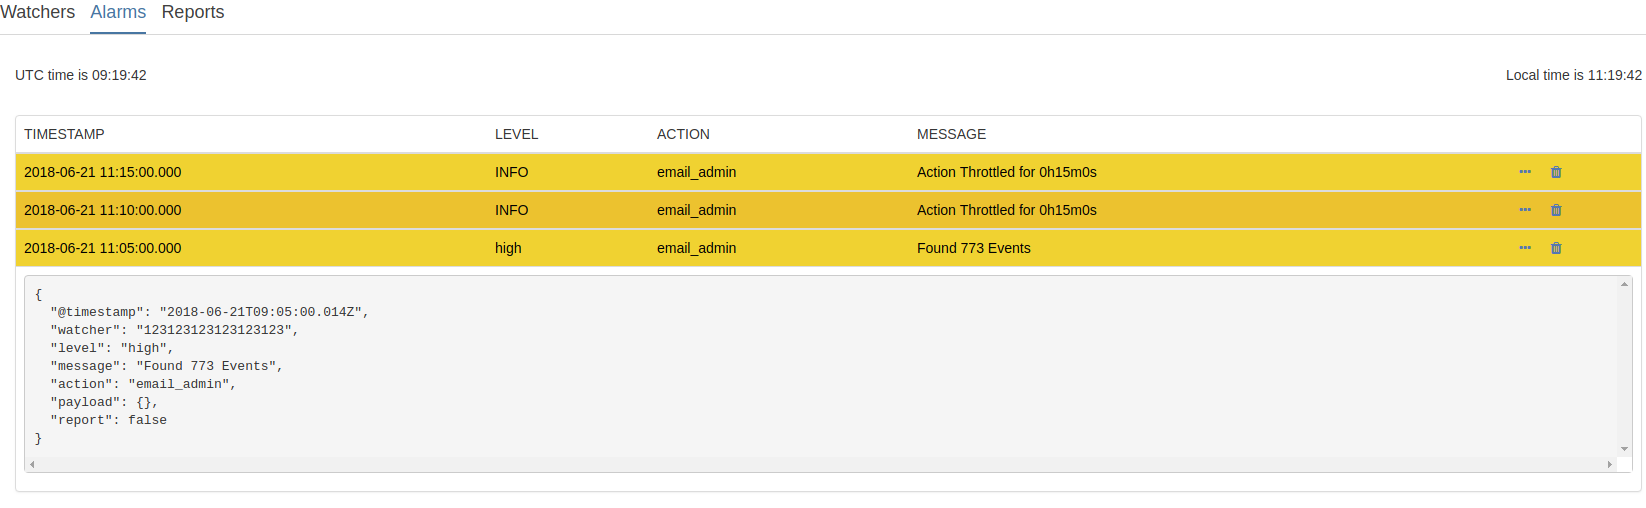 Watchers Alarms Reports
UTC time is 09:19:42 Local time is 11:19:42
TIMESTAMP LEVEL ACTION MESSAGE
2018-06-21 11:15:00.000 INFO email_admin Action Throttled for 0h15m0s
2018-06-21 11:10:00.000 INFO email_admin Action Throttled for 0h15m0s
2018-06-21 11:05:00.000 high email_admin Found 773 Events
{
  "@timestamp": "2018-06-21T09:05:00.014Z",
  "watcher": "123123123123123123",
  "level": "high",
  "message": "Found 773 Events",
  "action": "email_admin",
  "payload": {},
  "report": false
}